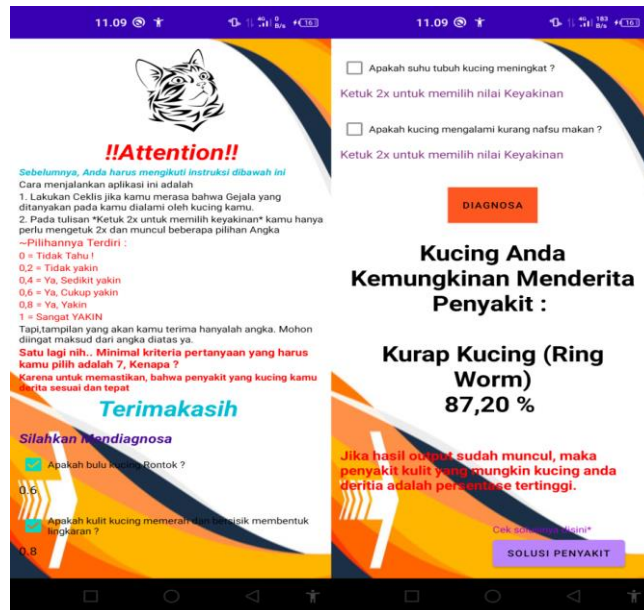 11.09
4G 0 B/s 163
!!Attention!!
Sebelumnya, Anda harus mengikuti instruksi dibawah ini
Cara menjalankan aplikasi ini adalah
1. Lakukan Ceklis jika kamu merasa bahwa Gejala yang
ditanyakan pada kamu dialami oleh kucing kamu.
2. Pada tulisan *Ketuk 2x untuk memilih keyakinan* kamu hanya
perlu mengetuk 2x dan muncul beberapa pilihan Angka
~Pilihannya Terdiri :
0 = Tidak Tahu !
0,2 = Tidak yakin
0,4 = Ya, Sedikit yakin
0,6 = Ya, Cukup yakin
0,8 = Ya, Yakin
1 = Sangat YAKIN
Tapi,tampilan yang akan kamu terima hanyalah angka. Mohon
diingat maksud dari angka diatas ya.
Satu lagi nih.. Minimal kriteria pertanyaan yang harus
kamu pilih adalah 7, Kenapa ?
Karena untuk memastikan, bahwa penyakit yang kucing kamu
derita sesuai dan tepat
Terimakasih
Silahkan Mendiagnosa
Apakah bulu kucing Rontok ?
0.6
Apakah kulit kucing memerah dan bersisik membentuk
lingkaran ?
0.8
11.09
4G 183 B/s 163
Apakah suhu tubuh kucing meningkat ?
Ketuk 2x untuk memilih nilai Keyakinan
Apakah kucing mengalami kurang nafsu makan ?
Ketuk 2x untuk memilih nilai Keyakinan
DIAGNOSA
Kucing Anda
Kemungkinan Menderita
Penyakit :
Kurap Kucing (Ring
Worm)
87,20 %
Jika hasil output sudah muncul, maka
penyakit kulit yang mungkin kucing anda
deritia adalah persentase tertinggi.
Cek solusinya disini*
SOLUSI PENYAKIT